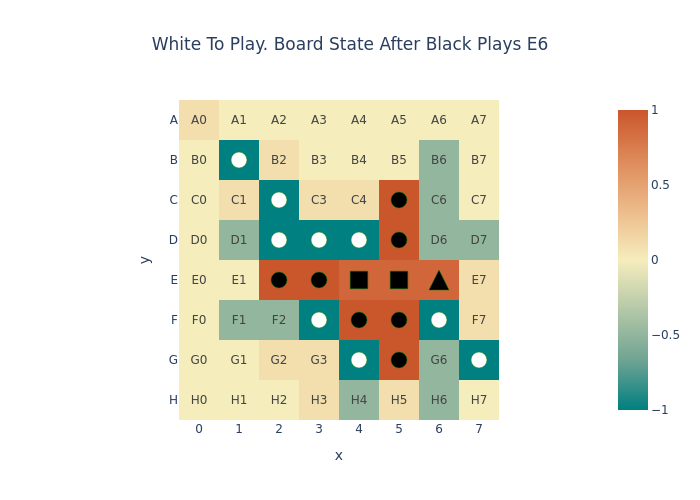 White To Play. Board State After Black Plays E6
A A0 A1 A2 A3 A4 A5 A6 A7
B B0 B2 B3 B4 B5 B6 B7
C C0 C1 C3 C4 C6 C7
D D0 D1 D6 D7
E E0 E1 E7
F F0 F1 F2 F7
G G0 G1 G2 G3 G6
H H0 H1 H2 H3 H4 H5 H6 H7
0 1 2 3 4 5 6 7
x
y
1
0.5
0
−0.5
−1